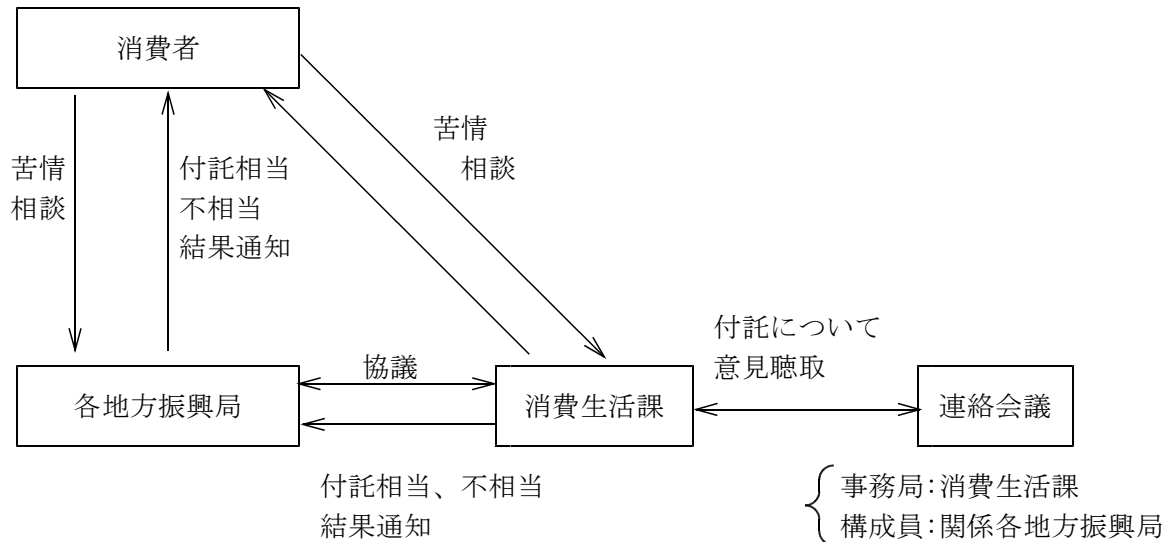 消費者
苦情
相談
苦情
相談
付託相当
不相当
結果通知
付託について
意見聴取
協議
各地方振興局
消費生活課
連絡会議
付託相当、不相当
結果通知
事務局:消費生活課
構成員:関係各地方振興局